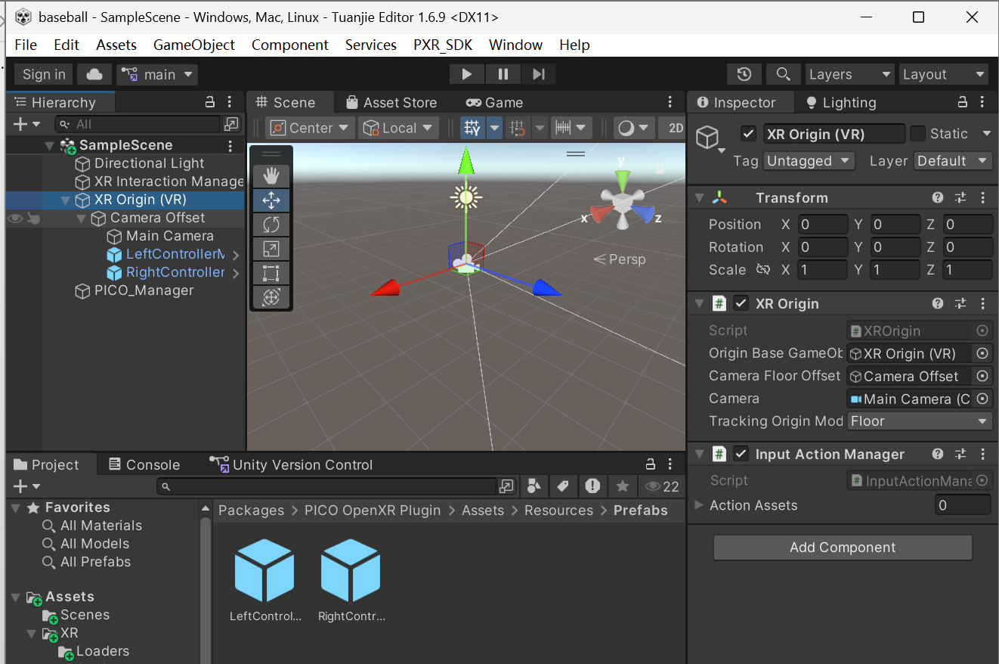 baseball - SampleScene - Windows, Mac, Linux - Tuanjie Editor 1.6.9 <DX11>
File Edit Assets GameObject Component Services PXR_SDK Window Help
Sign in main Layers Layout
Hierarchy
All
SampleScene
Directional Light
XR Interaction Manage
XR Origin (VR)
Camera Offset
Main Camera
LeftControllerM
RightController
PICO_Manager
Scene Asset Store Game
Center Local 2D
y
x z
Persp
Inspector Lighting
XR Origin (VR) Static
Tag Untagged Layer Default
Transform
Position X 0 Y 0 Z 0
Rotation X 0 Y 0 Z 0
Scale X 1 Y 1 Z 1
# XR Origin
Script # XROrigin
Origin Base GameOb XR Origin (VR)
Camera Floor Offset Camera Offset
Camera Main Camera (C
Tracking Origin Mod Floor
# Input Action Manager
Script # InputActionMana
Action Assets 0
Add Component
Project Console Unity Version Control
22
Favorites
All Materials
All Models
All Prefabs
Assets
Scenes
XR
Loaders
Packages > PICO OpenXR Plugin > Assets > Resources > Prefabs
LeftControl... RightContr...